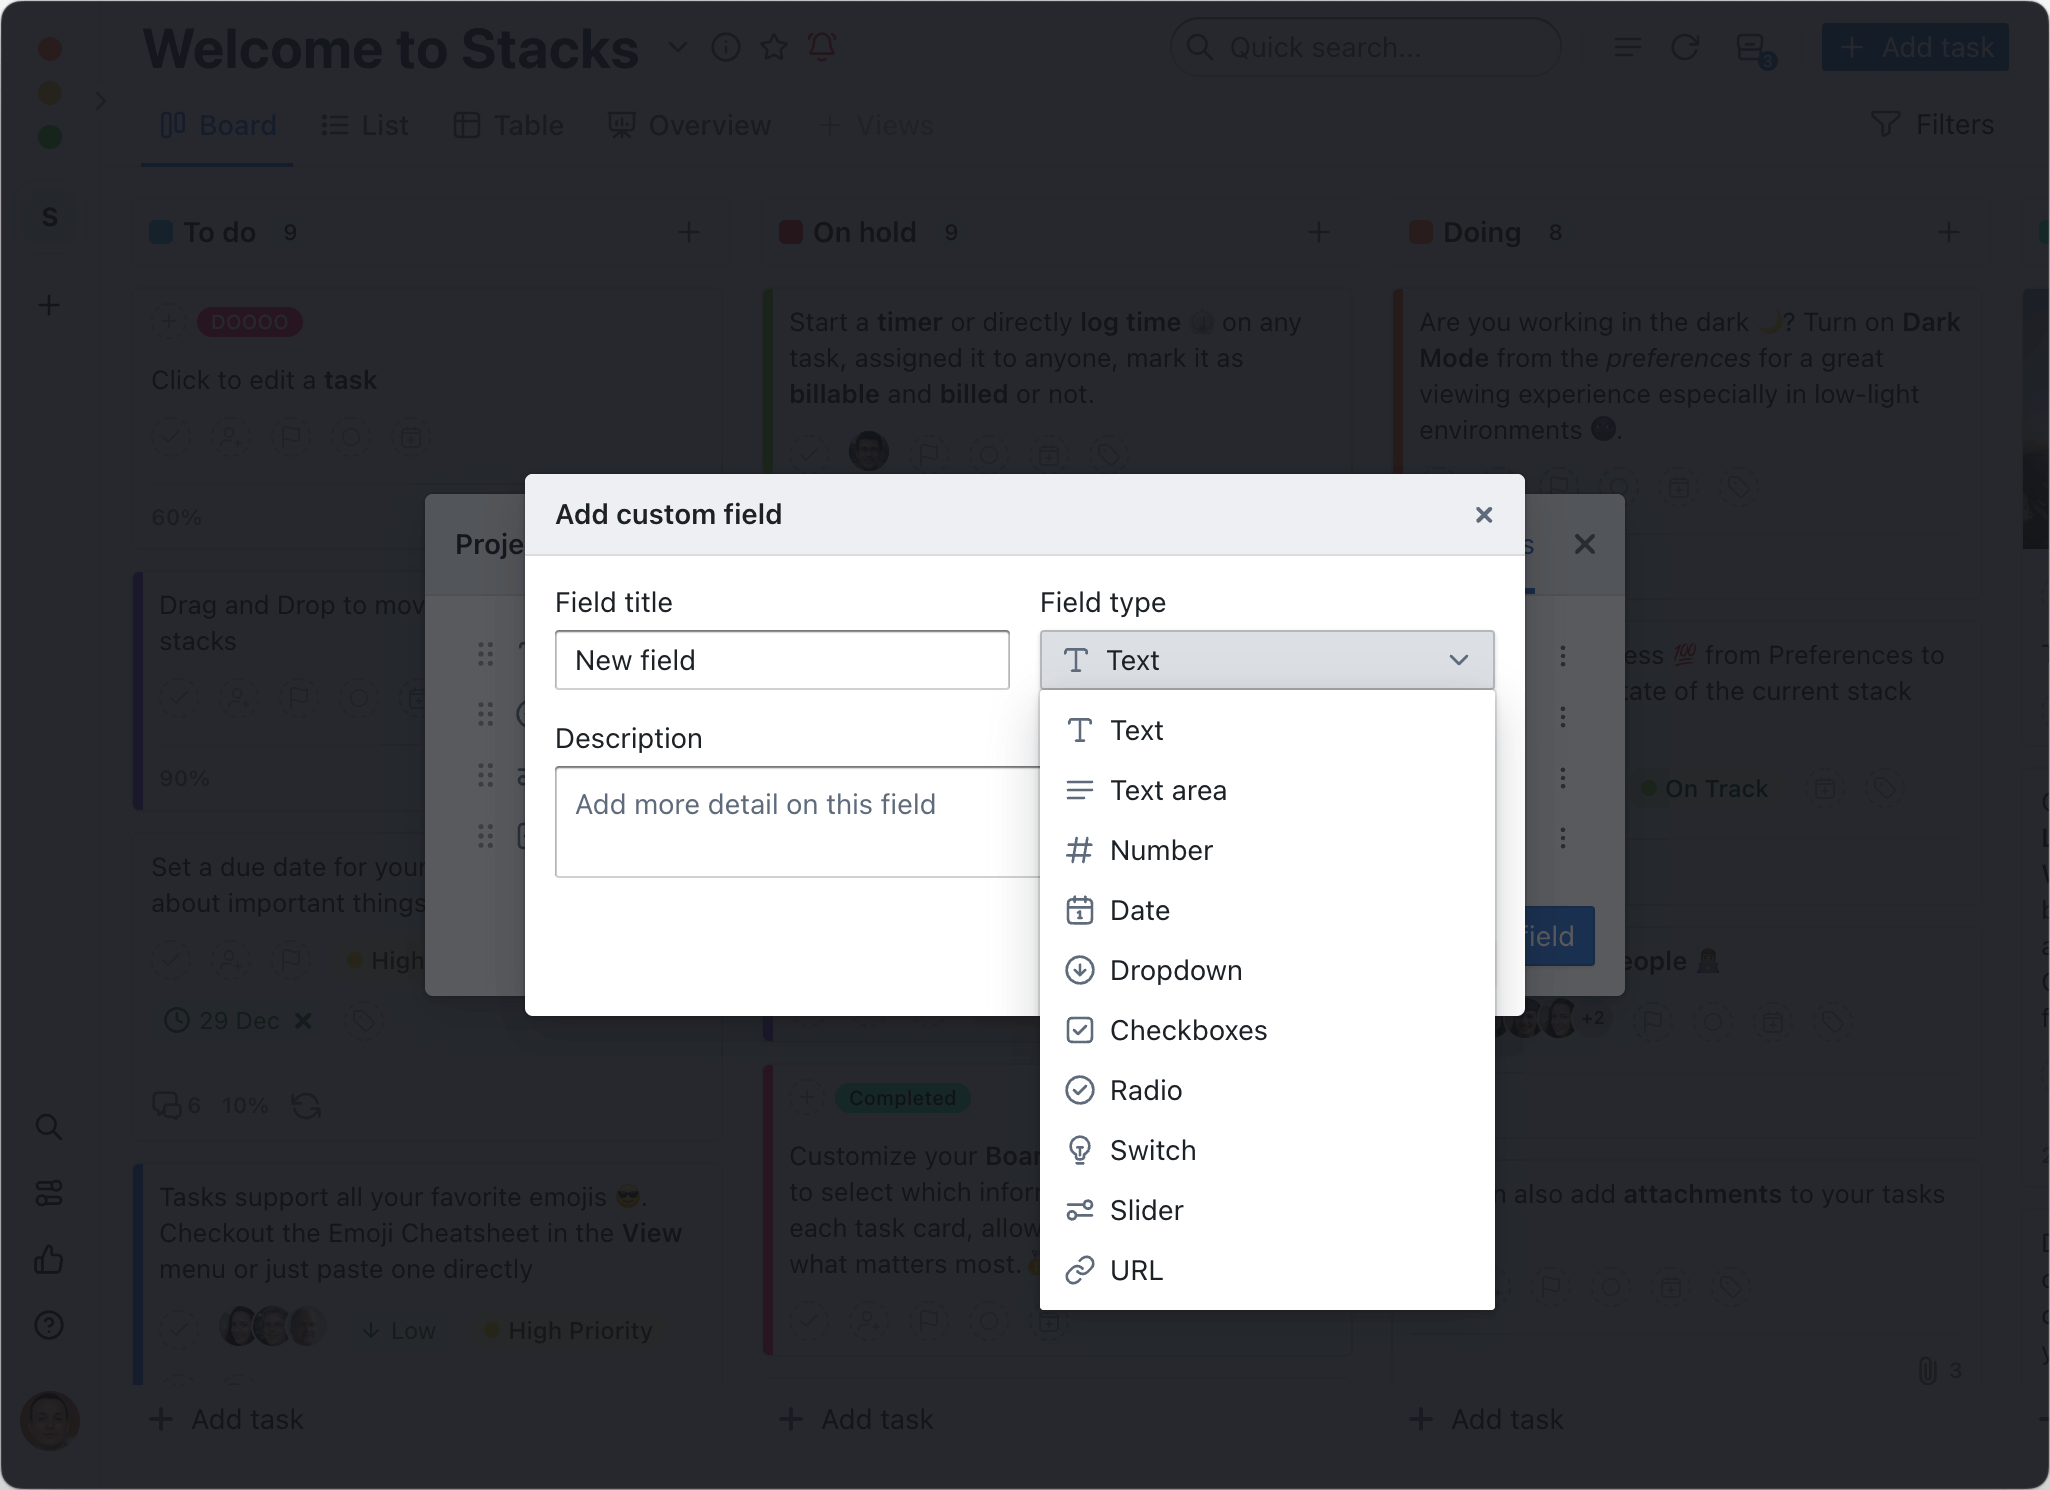 Welcome to Stacks
Quick search...
3
+ Add task
Board
List
Table
Overview
+ Views
Filters
S
To do 9
On hold 9
Doing 8
DOOOO
Click to edit a task
60%
Start a timer or directly log time on any
task, assigned it to anyone, mark it as
billable and billed or not.
Are you working in the dark 🌙? Turn on Dark
Mode from the preferences for a great
viewing experience especially in low-light
environments 🌚.
Drag and Drop to mov
stacks
90%
ess 💯 from Preferences to
ate of the current stack
On Track
Set a due date for your
about important things
High
29 Dec
6 10%
eople
+2
Add custom field
Field title
New field
Field type
Text
Description
Add more detail on this field
Text
Text area
Number
Date
Dropdown
Checkboxes
Radio
Switch
Slider
URL
Proje
s
field
Completed
Customize your Boar
to select which inforr
each task card, allow
what matters most.
Tasks support all your favorite emojis 😎.
Checkout the Emoji Cheatsheet in the View
menu or just paste one directly
Low
High Priority
also add attachments to your tasks
3
+ Add task
+ Add task
+ Add task